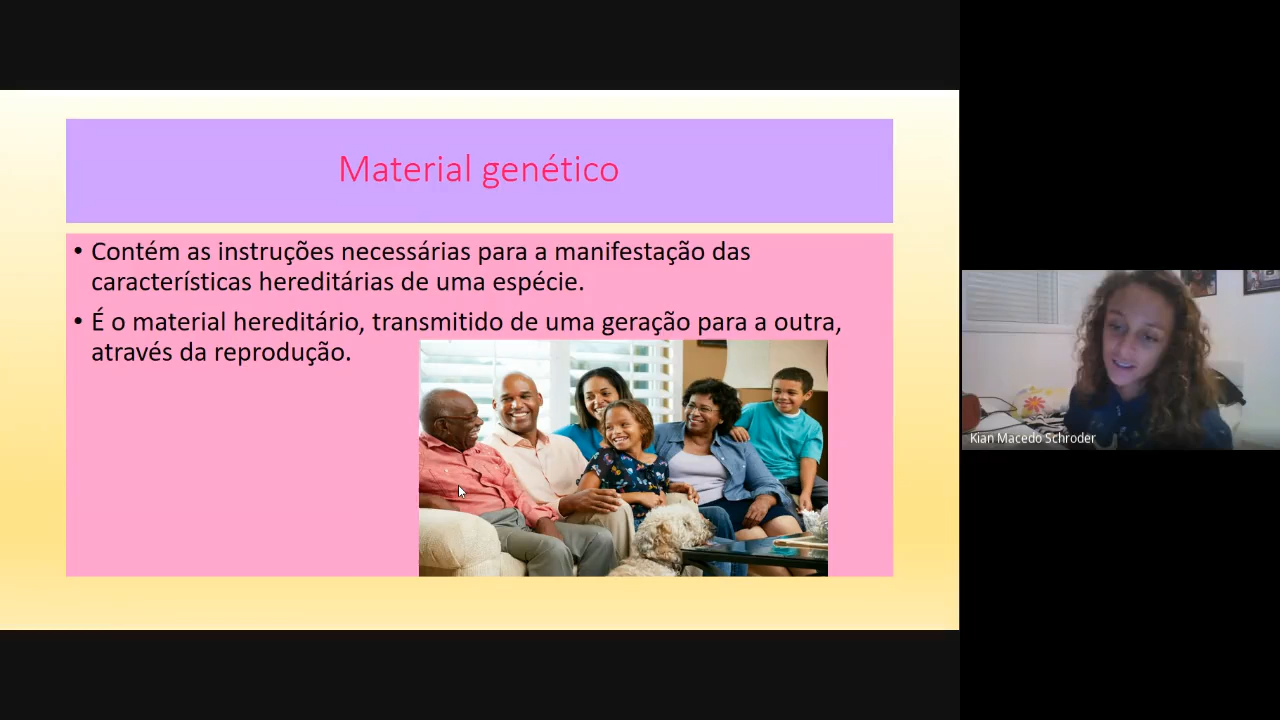 Material genético
• Contém as instruções necessárias para a manifestação das
características hereditárias de uma espécie.
• É o material hereditário, transmitido de uma geração para a outra,
através da reprodução.
Kian Macedo Schroder